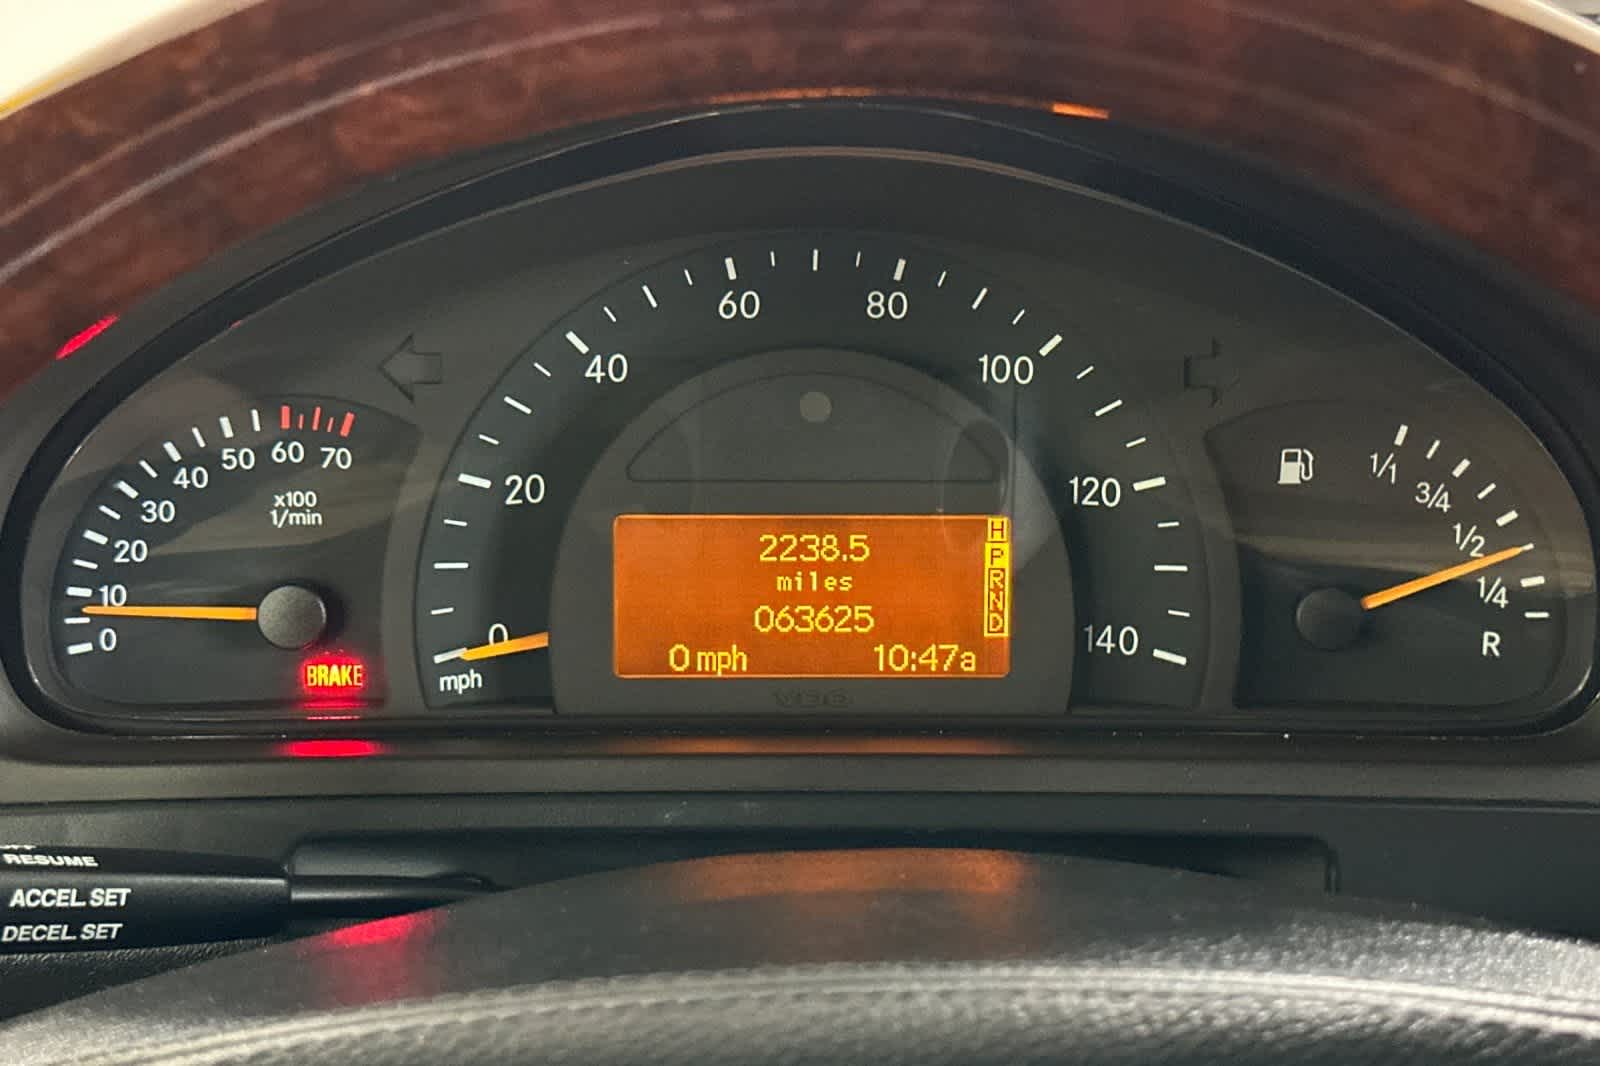 60
80
40
100
20
120
0
140
mph
0
10
20
30
40
50
60
70
x100
1/min
BRAKE
2238.5
miles
063625
0 mph
10:47a
H
P
R
N
D
1/1
3/4
1/2
1/4
R
RESUME
ACCEL SET
DECEL SET